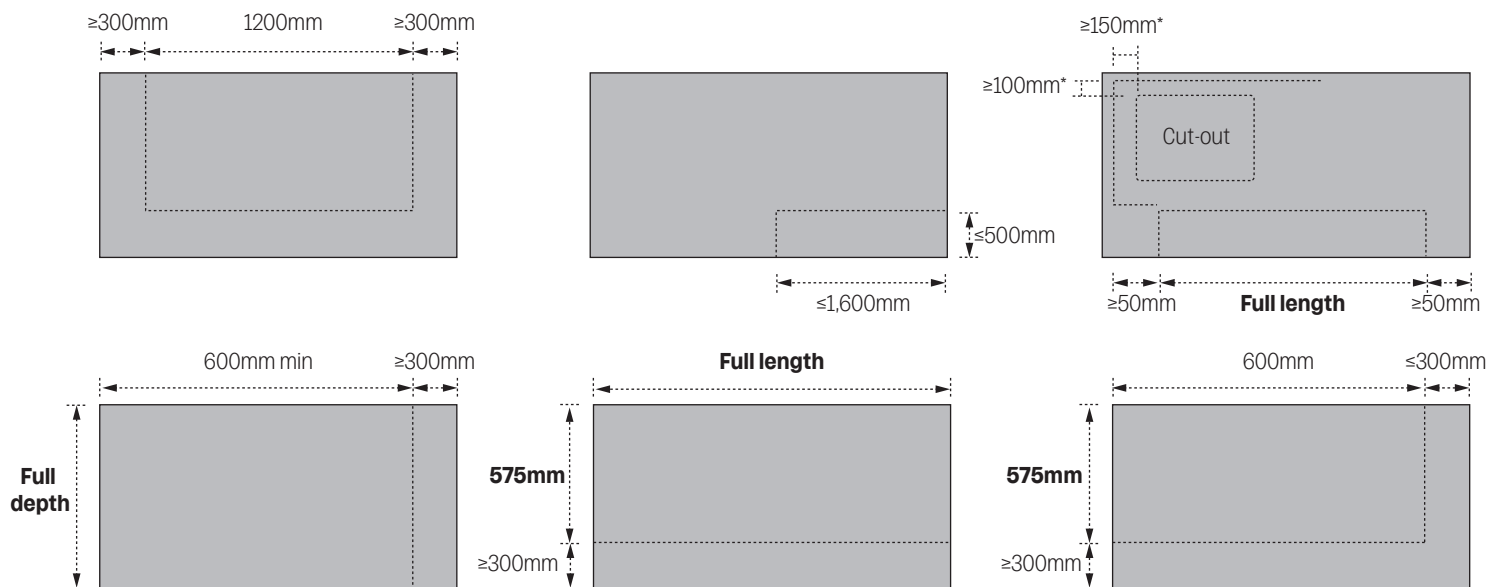 ≥300mm
1200mm
≥300mm
≤500mm
≤1,600mm
≥150mm*
≥100mm*
Cut-out
≥50mm
Full length
≥50mm
600mm min
≥300mm
Full
depth
Full length
575mm
≥300mm
600mm
≤300mm
575mm
≥300mm